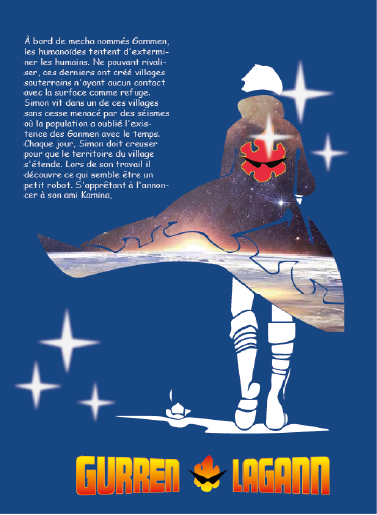 À bord de mecha nommés Ganmen,
les humanoïdes tentent d'extermi-
ner les humains. Ne pouvant rivali-
ser, ces derniers ont créé villages
souterrains n'ayant aucun contact
avec la surface comme refuge.
Simon vit dans un de ces villages
sans cesse menacé par des séismes
où la population a oublié l'exis-
tence des Ganmen avec le temps.
Chaque jour, Simon doit creuser
pour que le territoire du village
s'étende. Lors de son travail il
découvre ce qui semble être un
petit robot. S'apprêtant à l'annon-
cer à son ami Kamina,
GURREN LAGANN